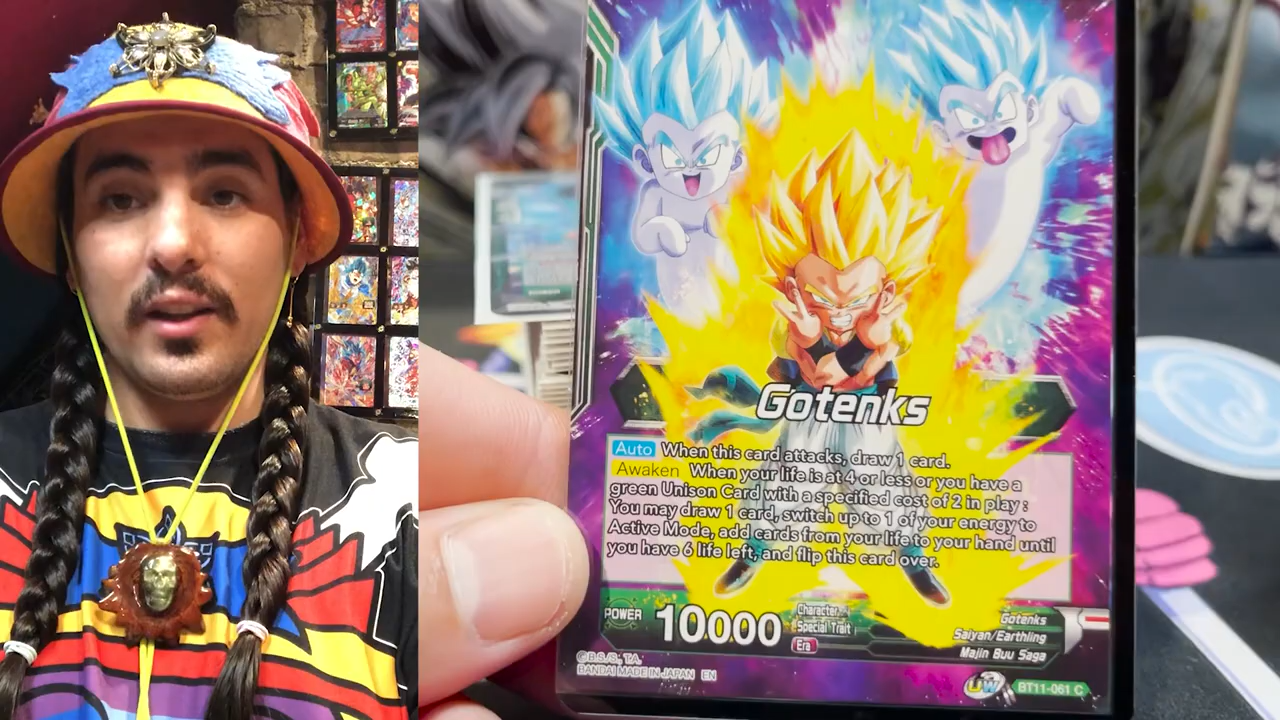 Gotenks
Auto When this card attacks, draw 1 card.
Awaken When your life is at 4 or less or you have a
green Unison Card with a specified cost of 2 in play :
You may draw 1 card, switch up to 1 of your energy to
Active Mode, add cards from your life to your hand until
you have 6 life left, and flip this card over.
POWER 10000
Character
Special Trait
Era
Gotenks
Saiyan/Earthling
Majin Buu Saga
©B.S./S., T.A.
BANDAI MADE IN JAPAN EN
UW BT11-061 C